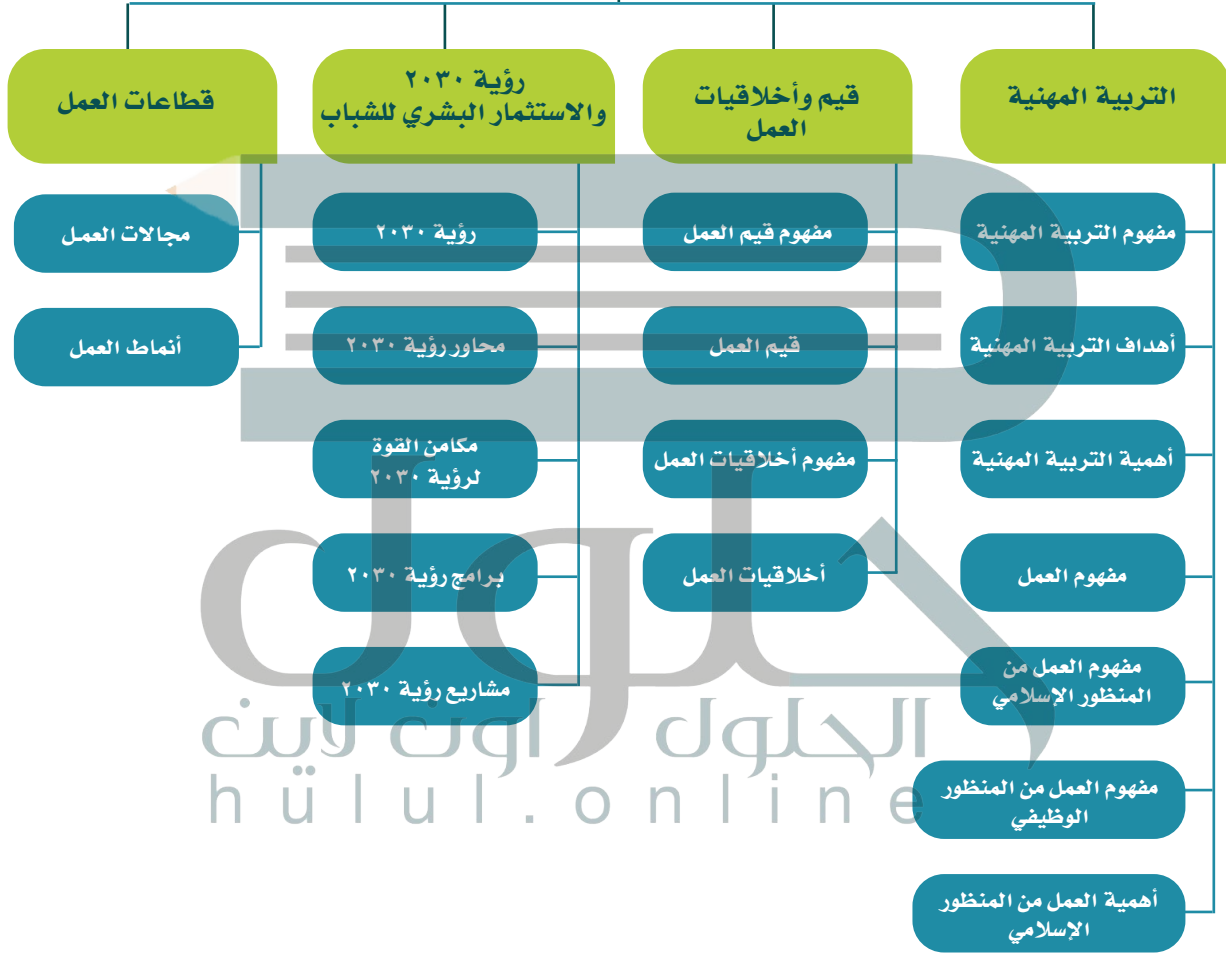 التربية المهنية
مفهوم التربية المهنية
أهداف التربية المهنية
أهمية التربية المهنية
مفهوم العمل
مفهوم العمل من
المنظور الإسلامي
مفهوم العمل من المنظور
الوظيفي
أهمية العمل من المنظور
الإسلامي
قيم وأخلاقيات
العمل
مفهوم قيم العمل
قيم العمل
مفهوم أخلاقيات العمل
أخلاقيات العمل
رؤية ٢٠٣٠
والاستثمار البشري للشباب
رؤية ٢٠٣٠
محاور رؤية ٢٠٣٠
مكامن القوة
لرؤية ٢٠٣٠
برامج رؤية ٢٠٣٠
مشاريع رؤية ٢٠٣٠
قطاعات العمل
مجالات العمل
أنماط العمل
حلول
الحلول اون لاين
hülul.online